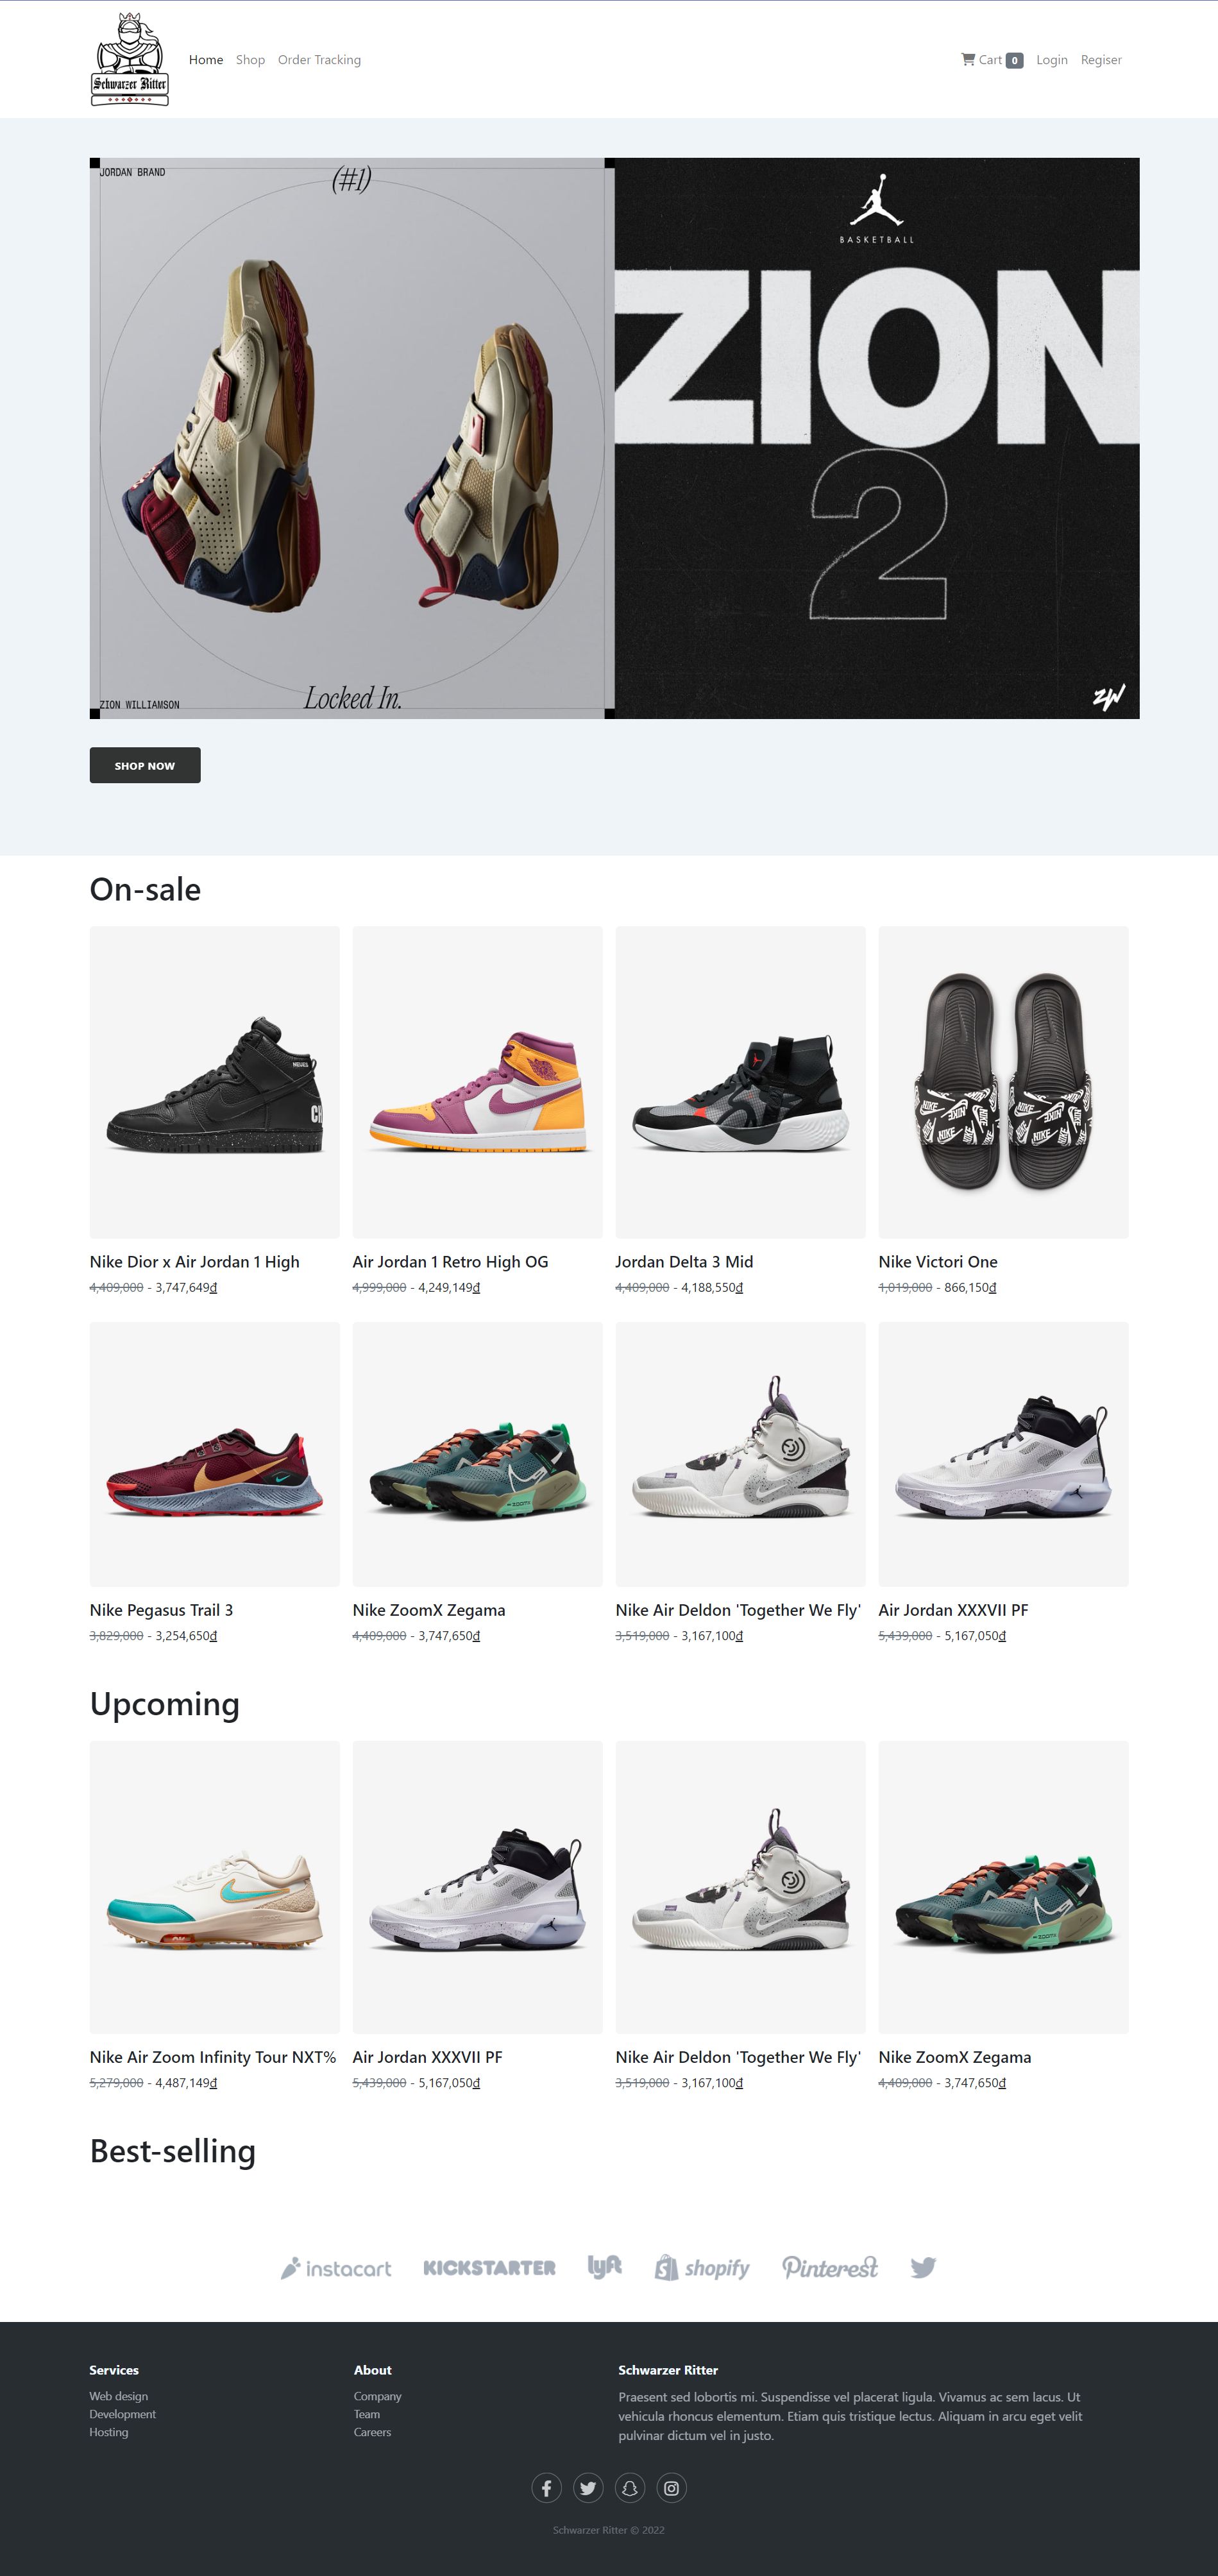 Schwarzer Ritter
Home Shop Order Tracking
Cart 0 Login Regiser
JORDAN BRAND
(#1)
ZION WILLIAMSON
Locked In.
BASKETBALL
ZION
2
ZW
SHOP NOW
On-sale
NIKE NIKE NIKE NIKE NIKE NIKE
Nike Dior x Air Jordan 1 High
4,409,000 - 3,747,649₫
Air Jordan 1 Retro High OG
4,999,000 - 4,249,149₫
Jordan Delta 3 Mid
4,409,000 - 4,188,550₫
Nike Victori One
1,019,000 - 866,150₫
Nike Pegasus Trail 3
3,829,000 - 3,254,650₫
Nike ZoomX Zegama
4,409,000 - 3,747,650₫
Nike Air Deldon 'Together We Fly'
3,519,000 - 3,167,100₫
Air Jordan XXXVII PF
5,439,000 - 5,167,050₫
Upcoming
Nike Air Zoom Infinity Tour NXT%
5,279,000 - 4,487,149₫
Air Jordan XXXVII PF
5,439,000 - 5,167,050₫
Nike Air Deldon 'Together We Fly'
3,519,000 - 3,167,100₫
Nike ZoomX Zegama
4,409,000 - 3,747,650₫
Best-selling
instacart KICKSTARTER lyft shopify Pinterest
Services
Web design
Development
Hosting
About
Company
Team
Careers
Schwarzer Ritter
Praesent sed lobortis mi. Suspendisse vel placerat ligula. Vivamus ac sem lacus. Ut
vehicula rhoncus elementum. Etiam quis tristique lectus. Aliquam in arcu eget velit
pulvinar dictum vel in justo.
Schwarzer Ritter © 2022